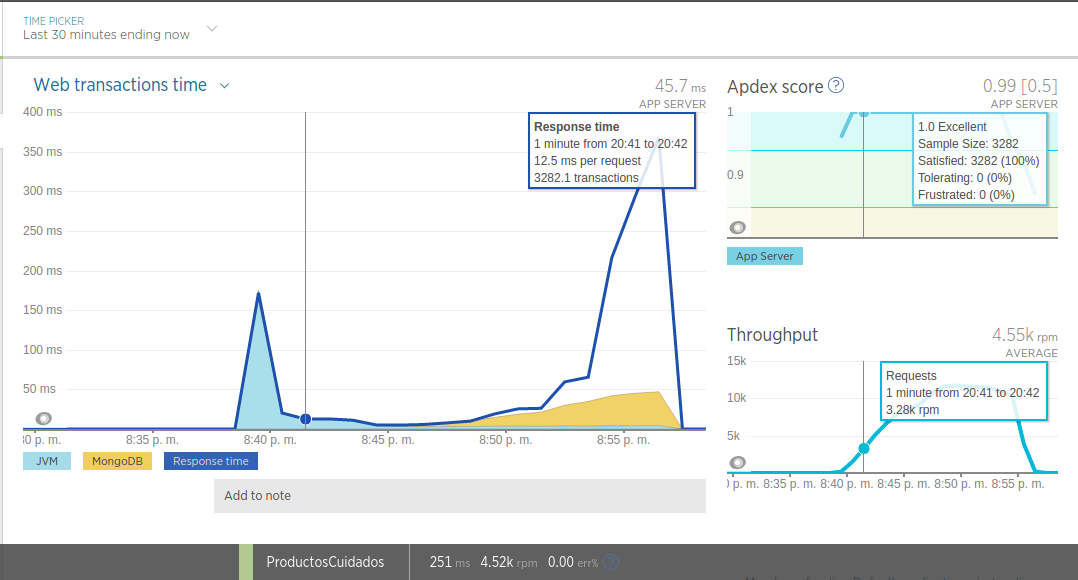 TIME PICKER
Last 30 minutes ending now
Web transactions time
45.7 ms
APP SERVER
400 ms
350 ms
300 ms
250 ms
200 ms
150 ms
100 ms
50 ms
Response time
1 minute from 20:41 to 20:42
12.5 ms per request
3282.1 transactions
:30 p. m.
8:35 p. m.
8:40 p. m.
8:45 p. m.
8:50 p. m.
8:55 p. m.
JVM
MongoDB
Response time
Add to note
Apdex score ?
0.99 [0.5]
APP SERVER
1
0.9
1.0 Excellent
Sample Size: 3282
Satisfied: 3282 (100%)
Tolerating: 0 (0%)
Frustrated: 0 (0%)
App Server
Throughput
4.55k rpm
AVERAGE
15k
10k
5k
Requests
1 minute from 20:41 to 20:42
3.28k rpm
p. m.
8:35 p. m.
8:40 p. m.
8:45 p. m.
8:50 p. m.
8:55 p. m.
ProductosCuidados
251 ms
4.52k rpm
0.00 err% ?